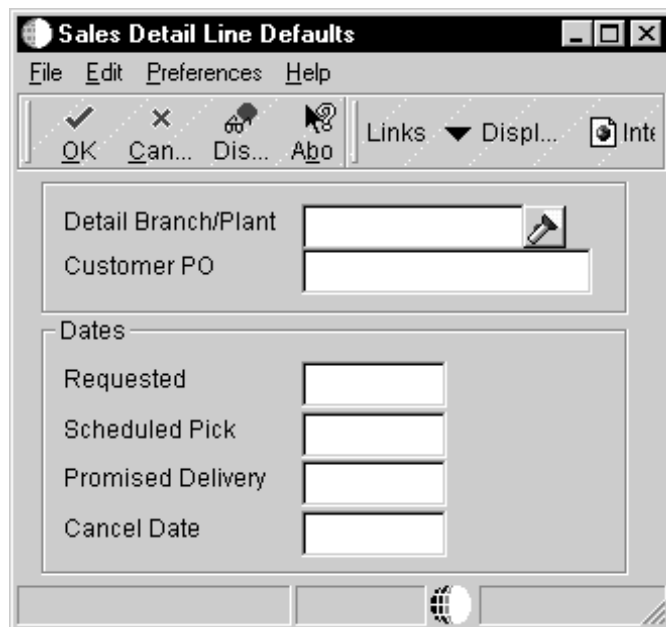 Sales Detail Line Defaults
File Edit Preferences Help
OK Can... Dis... Abo Links Displ... Inte
Detail Branch/Plant
Customer PO
Dates
Requested
Scheduled Pick
Promised Delivery
Cancel Date